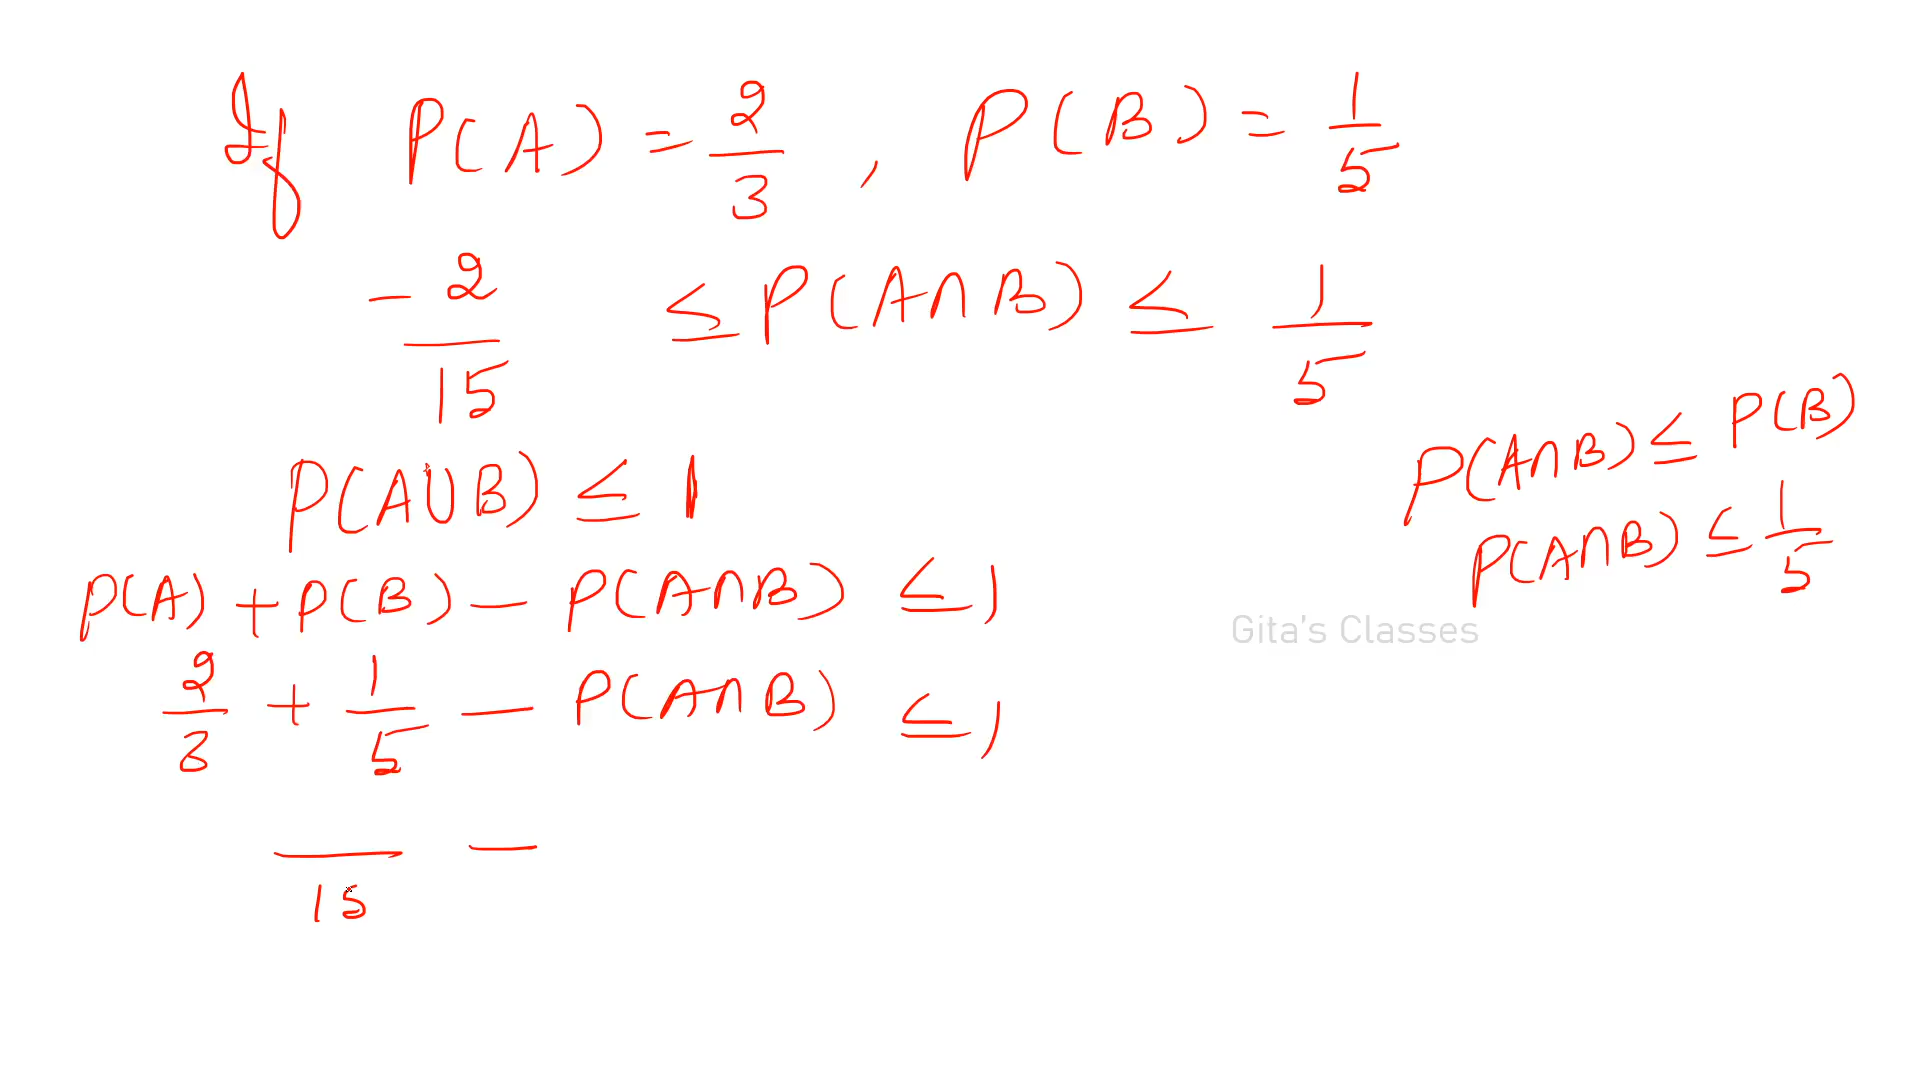 If P(A) = 2/3 , P(B) = 1/5
-2/15 ≤ P(A∩B) ≤ 1/5
P(A∩B) ≤ P(B)
P(A∩B) ≤ 1/5
P(A∪B) ≤ 1
P(A) + P(B) − P(A∩B) ≤ 1
2/3 + 1/5 − P(A∩B) ≤ 1
/15 −
Gita's Classes